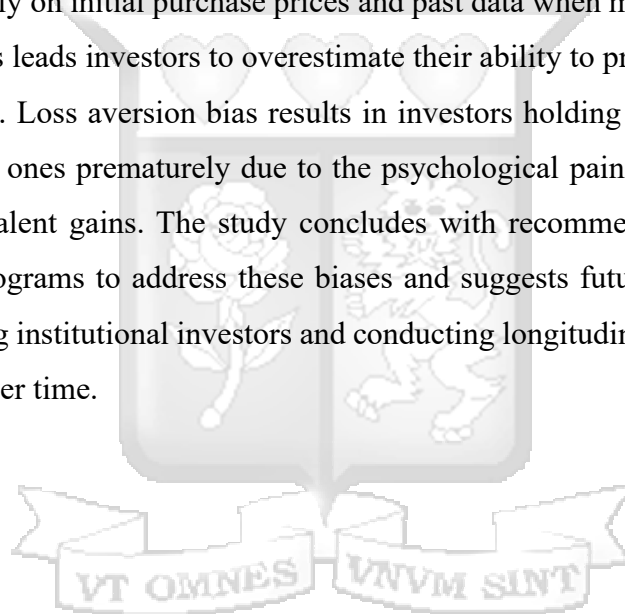 ly on initial purchase prices and past data when m
s leads investors to overestimate their ability to pr
. Loss aversion bias results in investors holding
ones prematurely due to the psychological pain
alent gains. The study concludes with recomme
ograms to address these biases and suggests futu
g institutional investors and conducting longitudin
er time.
VT OMNES VNVM SINT